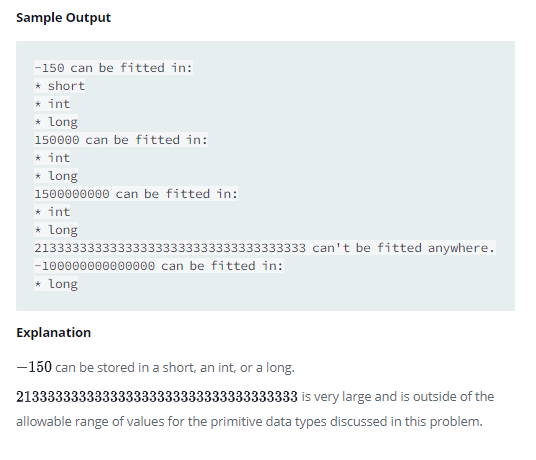 Sample Output
-150 can be fitted in:
* short
* int
* long
150000 can be fitted in:
* int
* long
1500000000 can be fitted in:
* int
* long
213333333333333333333333333333333333 can't be fitted anywhere.
-100000000000000 can be fitted in:
* long
Explanation
−150 can be stored in a short, an int, or a long.
213333333333333333333333333333333333 is very large and is outside of the
allowable range of values for the primitive data types discussed in this problem.